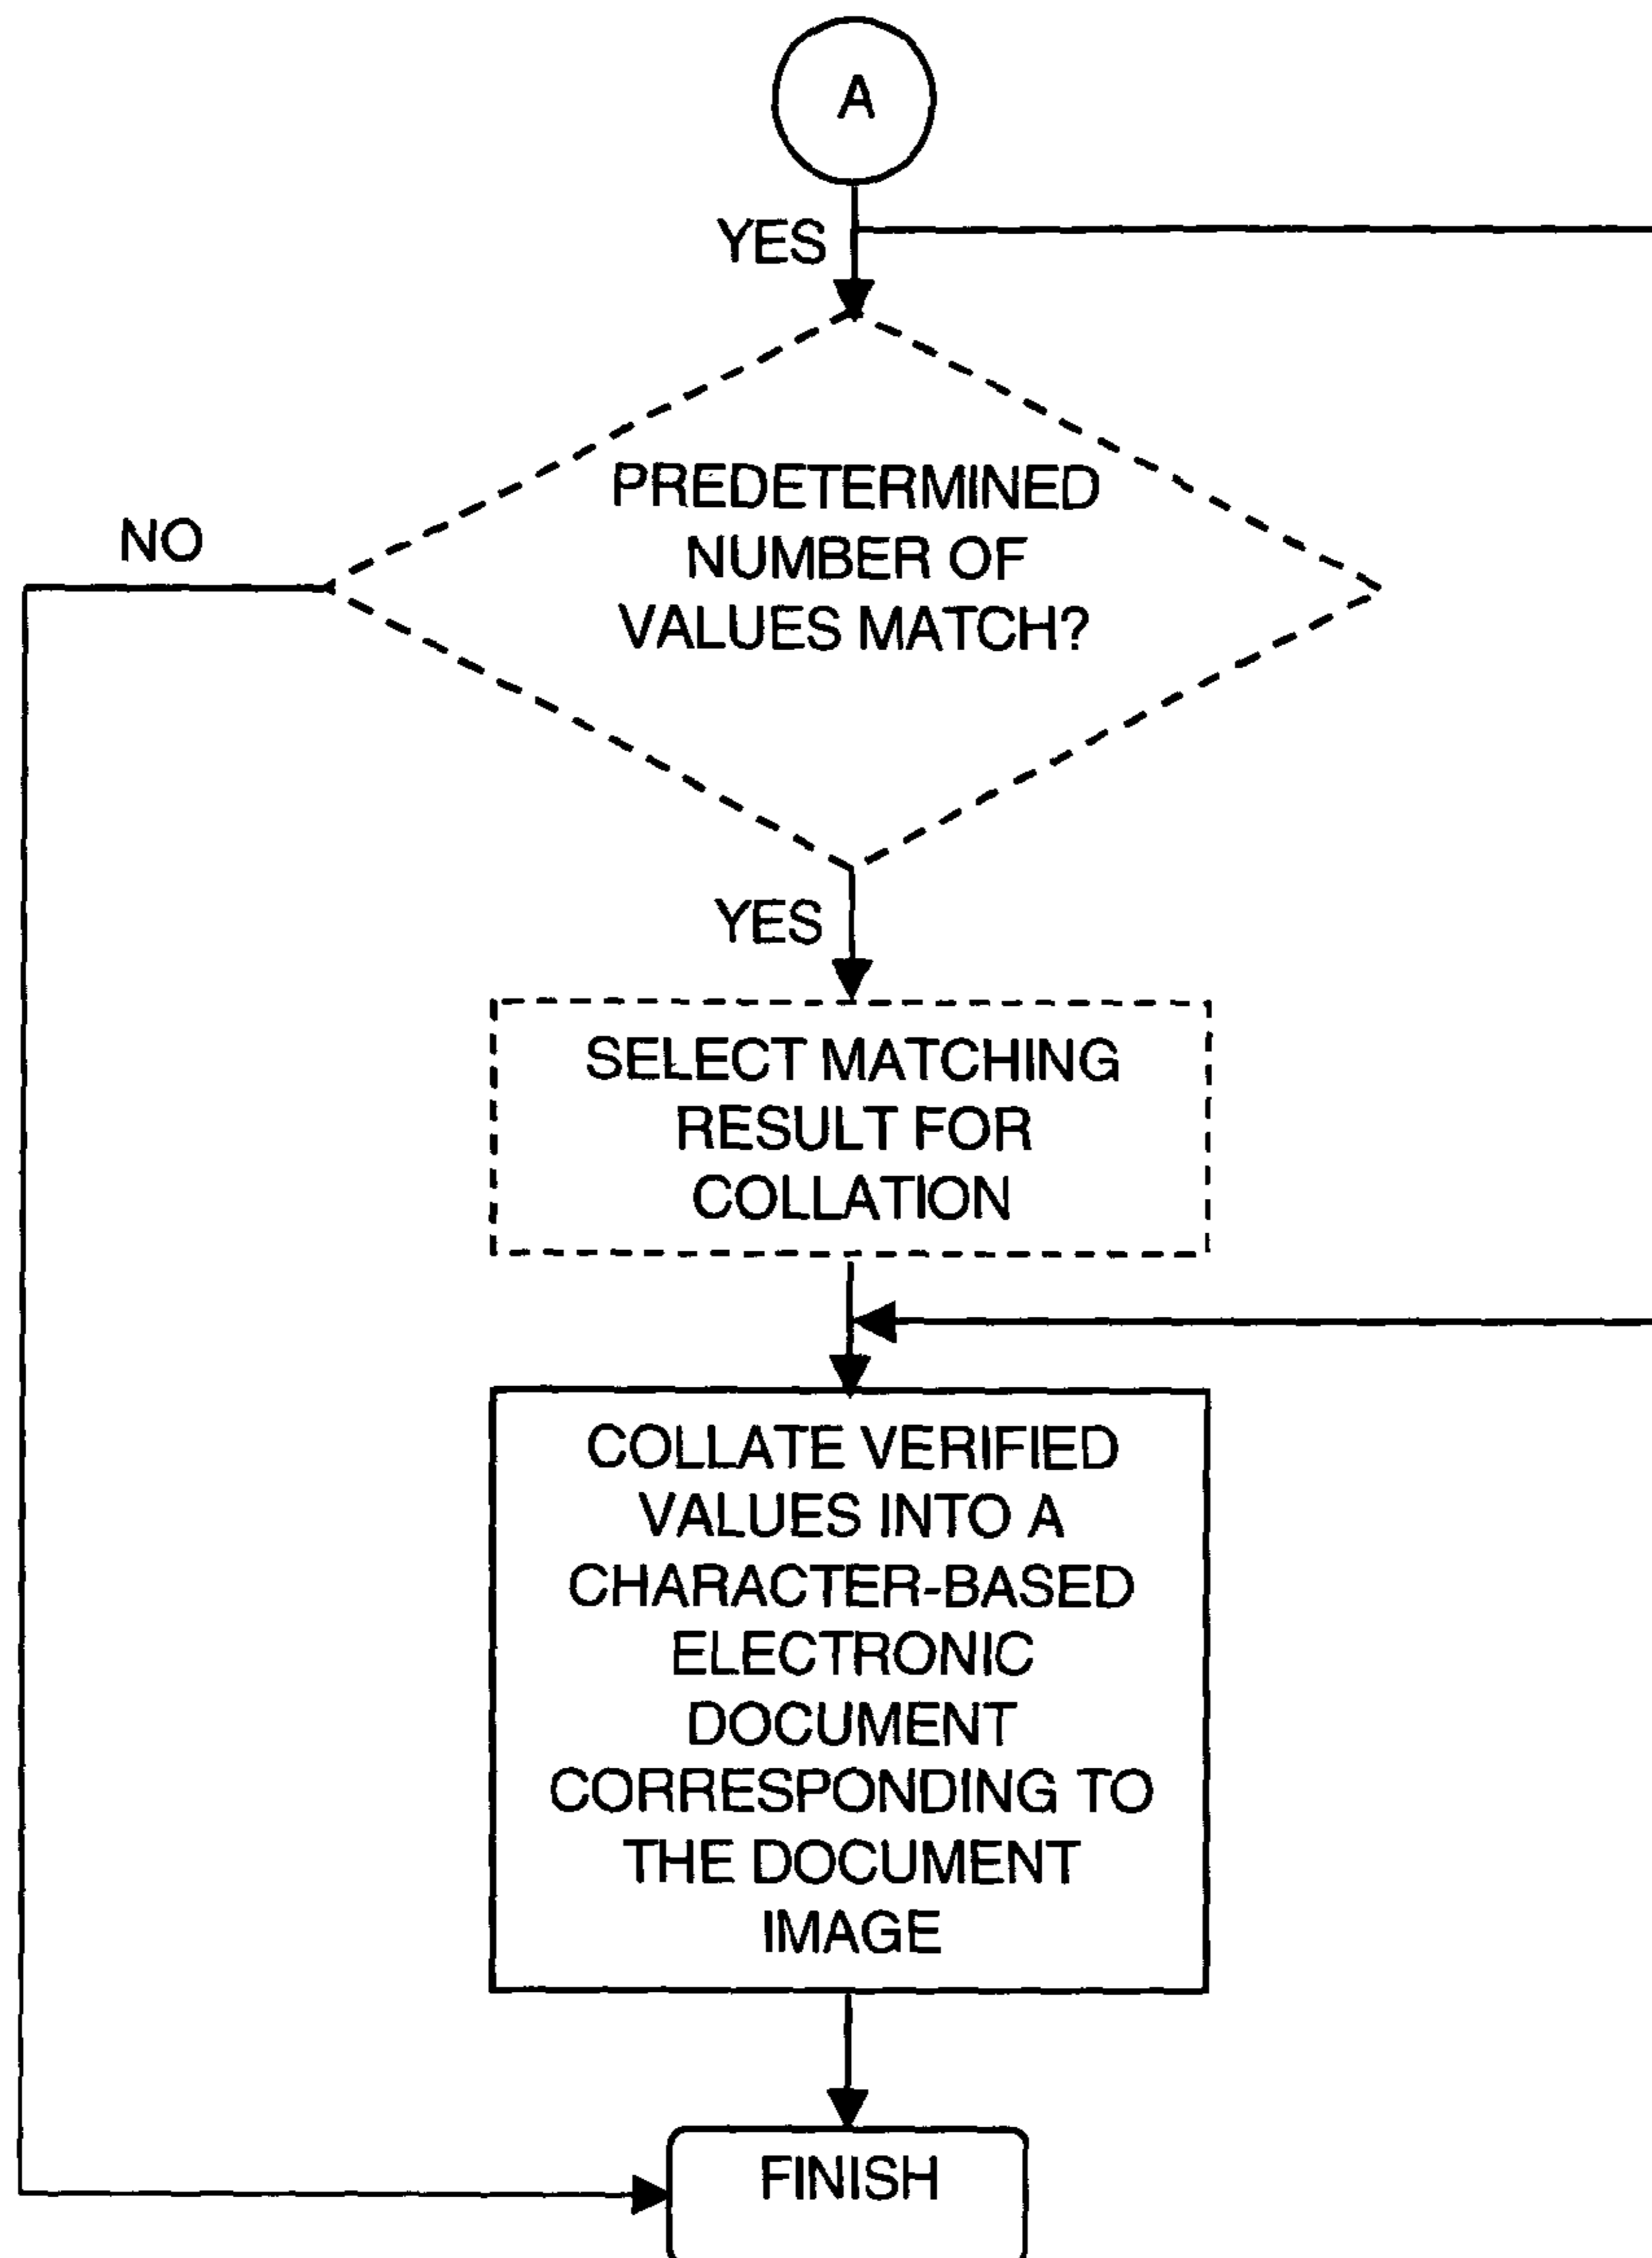 A
YES
PREDETERMINED
NUMBER OF
VALUES MATCH?
NO
YES
SELECT MATCHING
RESULT FOR
COLLATION
COLLATE VERIFIED
VALUES INTO A
CHARACTER-BASED
ELECTRONIC
DOCUMENT
CORRESPONDING TO
THE DOCUMENT
IMAGE
FINISH